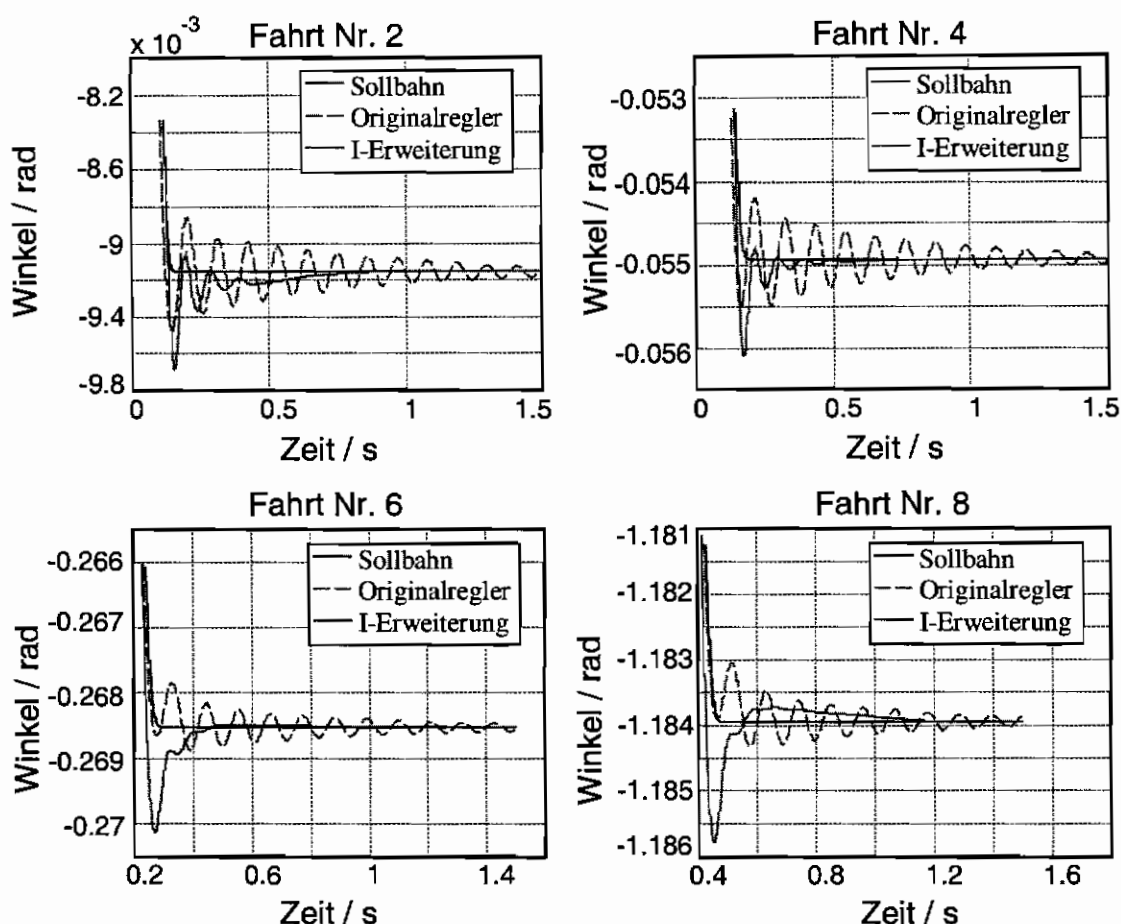 x 10⁻³
Fahrt Nr. 2
Winkel / rad
-8.2
-8.6
-9
-9.4
-9.8
Sollbahn
Originalregler
I-Erweiterung
0
0.5
1
1.5
Zeit / s
Fahrt Nr. 4
Winkel / rad
-0.053
-0.054
-0.055
-0.056
Sollbahn
Originalregler
I-Erweiterung
0
0.5
1
1.5
Zeit / s
Fahrt Nr. 6
Winkel / rad
-0.266
-0.267
-0.268
-0.269
-0.27
Sollbahn
Originalregler
I-Erweiterung
0.2
0.6
1
1.4
Zeit / s
Fahrt Nr. 8
Winkel / rad
-1.181
-1.182
-1.183
-1.184
-1.185
-1.186
Sollbahn
Originalregler
I-Erweiterung
0.4
0.8
1.2
1.6
Zeit / s